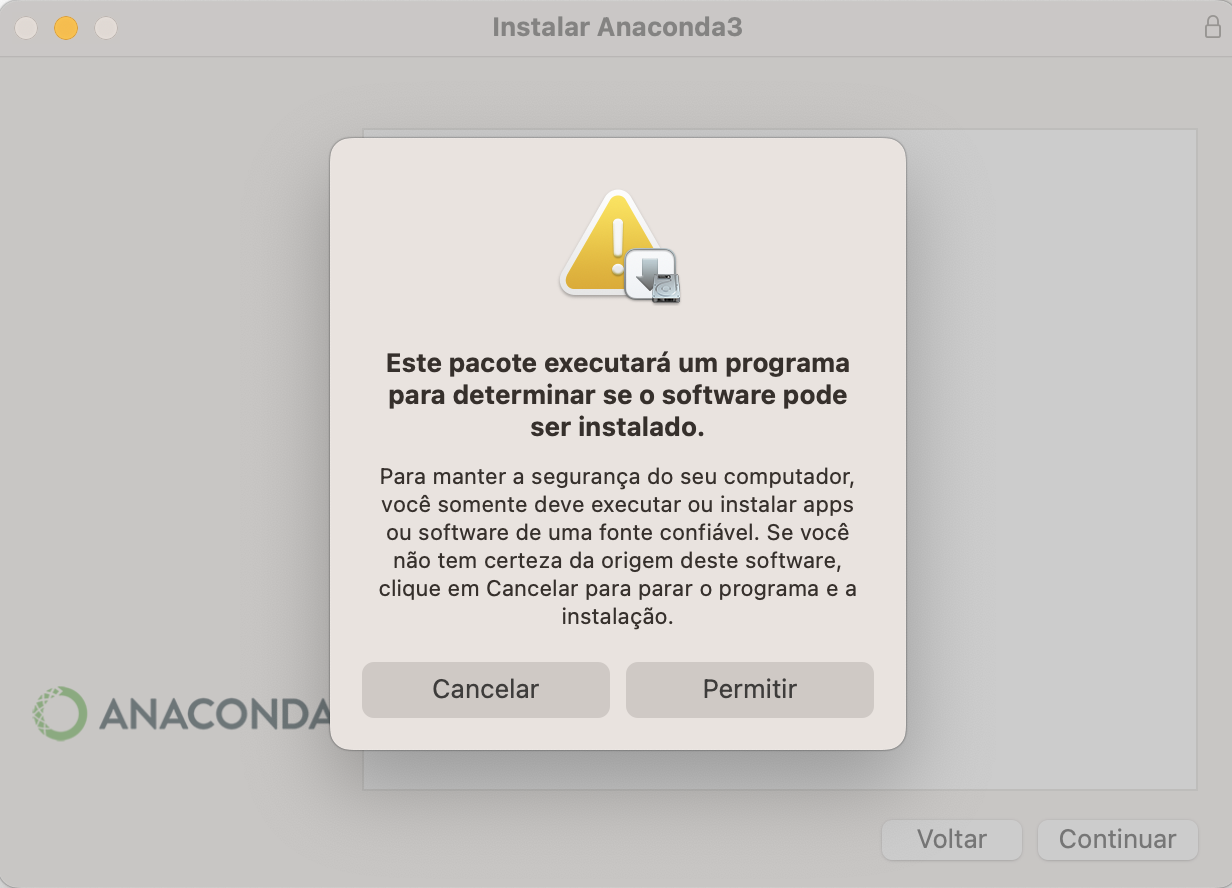 Instalar Anaconda3
Este pacote executará um programa
para determinar se o software pode
ser instalado.
Para manter a segurança do seu computador,
você somente deve executar ou instalar apps
ou software de uma fonte confiável. Se você
não tem certeza da origem deste software,
clique em Cancelar para parar o programa e a
instalação.
Cancelar Permitir
ANACONDA
Voltar Continuar